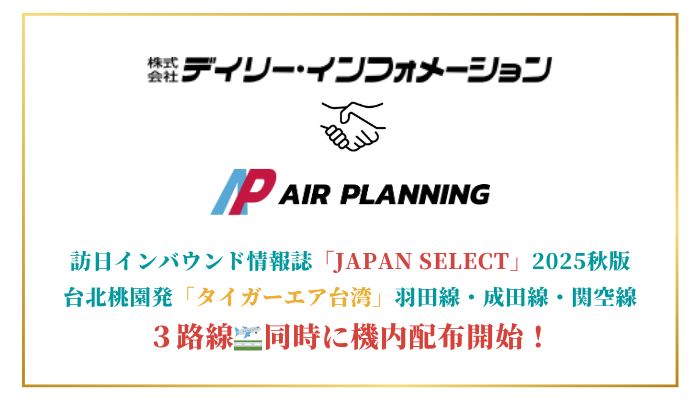 株式会社デイリー・インフォメーション
AIR PLANNING
訪日インバウンド情報誌「JAPAN SELECT」2025秋版
台北桃園発「タイガーエア台湾」羽田線・成田線・関空線
３路線🛫同時に機内配布開始！